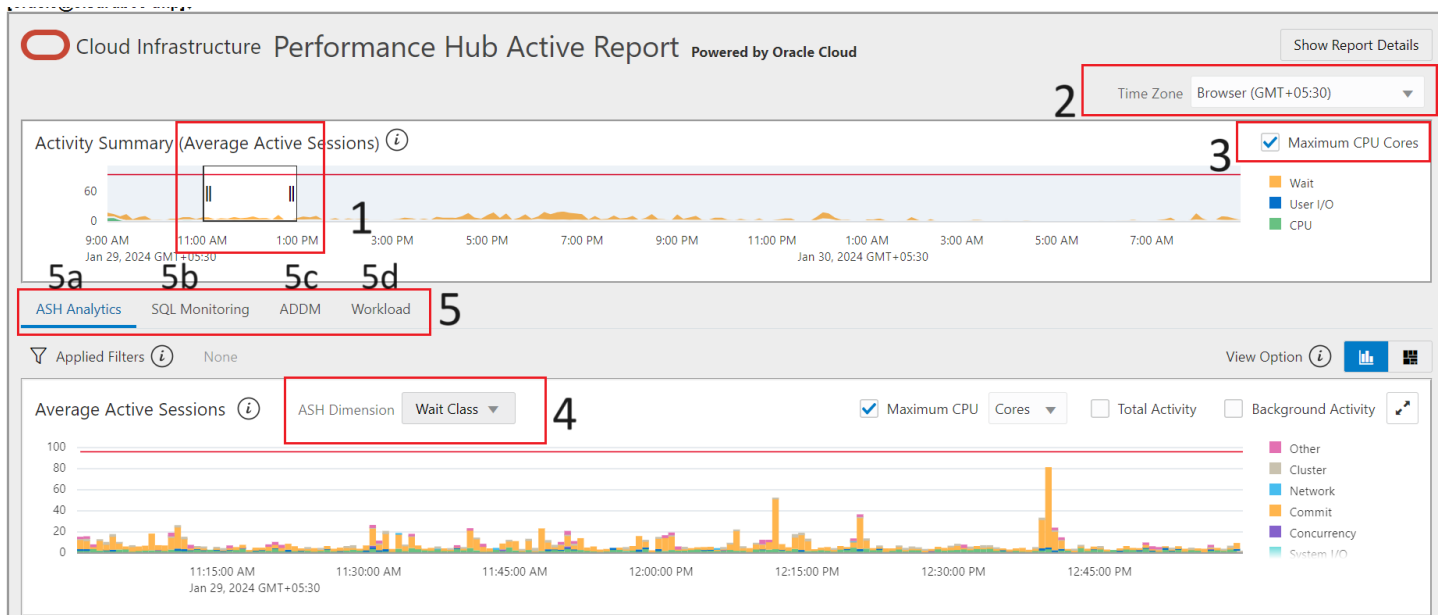 Cloud Infrastructure Performance Hub Active Report Powered by Oracle Cloud
Show Report Details
2 Time Zone Browser (GMT+05:30)
Activity Summary (Average Active Sessions) i
3 Maximum CPU Cores
60
0
1
Wait
User I/O
CPU
9:00 AM 11:00 AM 1:00 PM 3:00 PM 5:00 PM 7:00 PM 9:00 PM 11:00 PM 1:00 AM 3:00 AM 5:00 AM 7:00 AM
Jan 29, 2024 GMT+05:30 Jan 30, 2024 GMT+05:30
5a 5b 5c 5d
ASH Analytics SQL Monitoring ADDM Workload 5
Applied Filters i None View Option i
Average Active Sessions i ASH Dimension Wait Class 4 Maximum CPU Cores Total Activity Background Activity
100
80
60
40
20
0
Other
Cluster
Network
Commit
Concurrency
System I/O
11:15:00 AM 11:30:00 AM 11:45:00 AM 12:00:00 PM 12:15:00 PM 12:30:00 PM 12:45:00 PM
Jan 29, 2024 GMT+05:30